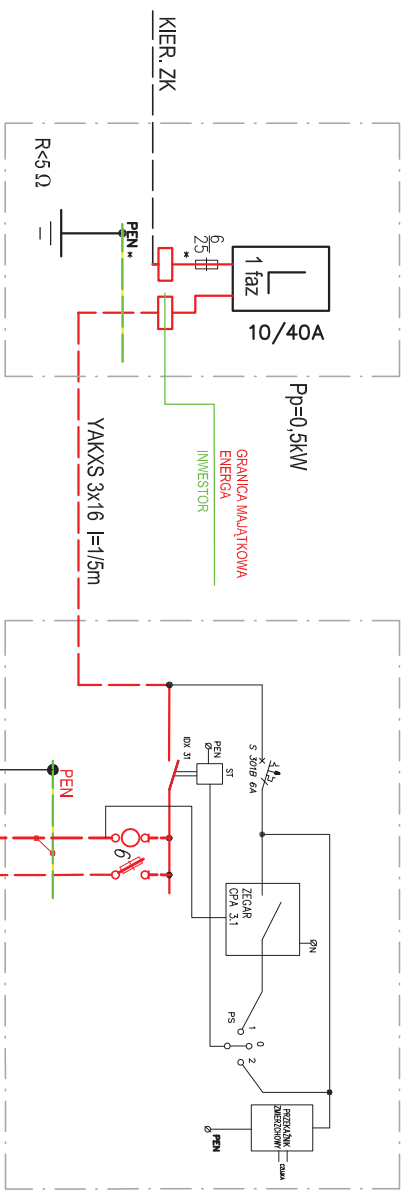 KIER. ZK
R<5 Ω
PEN *
*
6
25
1 faz
10/40A
Pp=0,5kW
GRANICA MAJĄTKOWA
ENERGA
INWESTOR
YAKXS 3x16 l=1/5m
PEN
6
IDX 31
PEN
ST
S 301B 6A
ZEGAR
CPA 3.1
N
PS
1
0
2
PRZEKAŹNIK
ZMIERZCHOWY
PEN